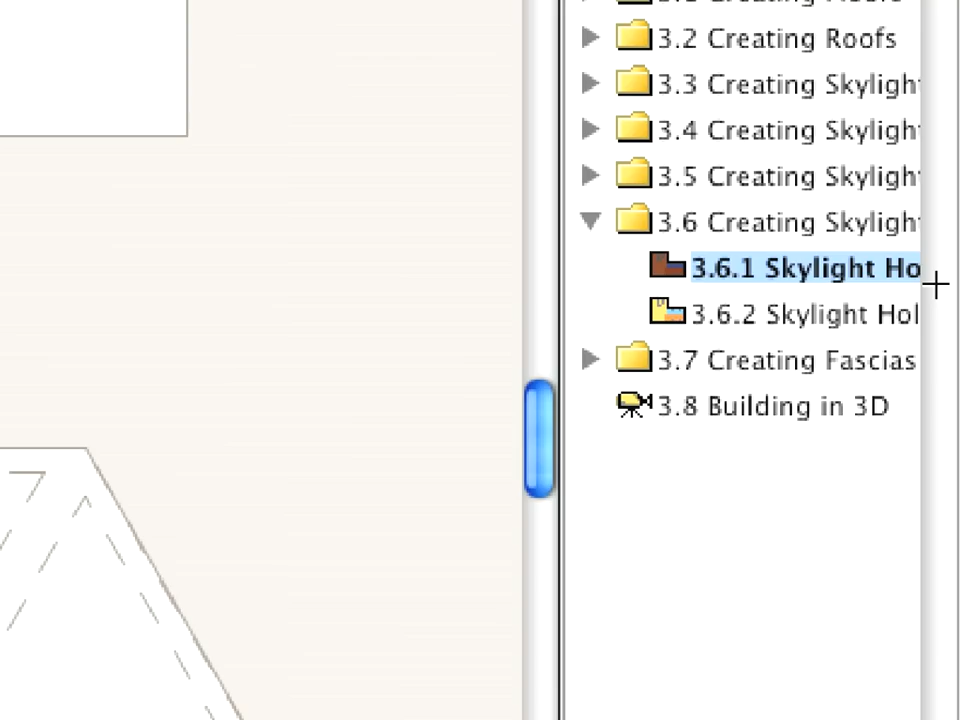 3.2 Creating Roofs
3.3 Creating Skylight
3.4 Creating Skylight
3.5 Creating Skylight
3.6 Creating Skylight
3.6.1 Skylight Ho
3.6.2 Skylight Hol
3.7 Creating Fascias
3.8 Building in 3D